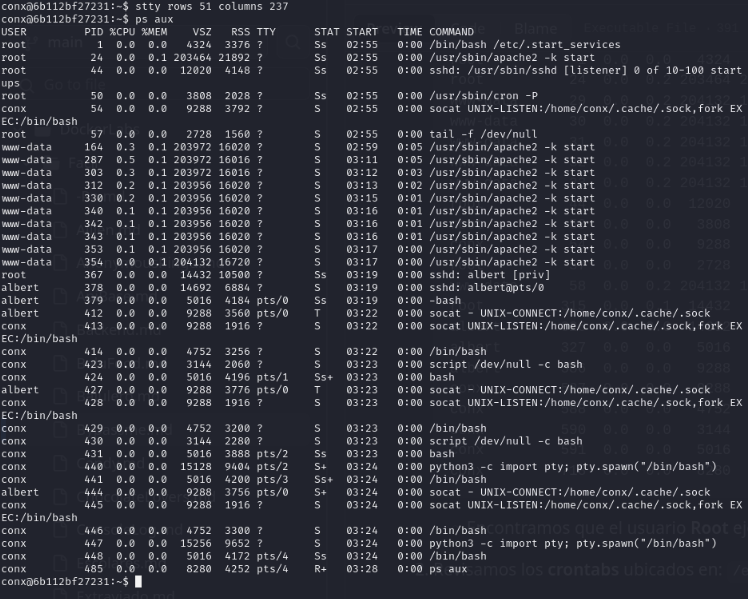 conx@6b112bf27231:~$ stty rows 51 columns 237
conx@6b112bf27231:~$ ps aux
USER PID %CPU %MEM VSZ RSS TTY STAT START TIME COMMAND
root 1 0.0 0.0 4324 3376 ? Ss 02:55 0:00 /bin/bash /etc/.start_services
root 24 0.0 0.1 203464 21892 ? Ss 02:55 0:00 /usr/sbin/apache2 -k start
root 44 0.0 0.0 12020 4148 ? Ss 02:55 0:00 sshd: /usr/sbin/sshd [listener] 0 of 10-100 start
ups
root 50 0.0 0.0 3808 2028 ? Ss 02:55 0:00 /usr/sbin/cron -P
conx 54 0.0 0.0 9288 3792 ? S 02:55 0:00 socat UNIX-LISTEN:/home/conx/.cache/.sock,fork EX
EC:/bin/bash
root 57 0.0 0.0 2728 1560 ? S 02:55 0:00 tail -f /dev/null
www-data 164 0.3 0.1 203972 16020 ? S 02:59 0:05 /usr/sbin/apache2 -k start
www-data 287 0.5 0.1 203972 16016 ? S 03:11 0:05 /usr/sbin/apache2 -k start
www-data 303 0.3 0.1 203972 16016 ? S 03:12 0:03 /usr/sbin/apache2 -k start
www-data 312 0.2 0.1 203956 16020 ? S 03:13 0:02 /usr/sbin/apache2 -k start
www-data 330 0.2 0.1 203956 16020 ? S 03:15 0:01 /usr/sbin/apache2 -k start
www-data 340 0.1 0.1 203956 16020 ? S 03:16 0:01 /usr/sbin/apache2 -k start
www-data 342 0.1 0.1 203956 16020 ? S 03:16 0:01 /usr/sbin/apache2 -k start
www-data 343 0.1 0.1 203956 16020 ? S 03:16 0:01 /usr/sbin/apache2 -k start
www-data 353 0.1 0.1 203956 16020 ? S 03:17 0:00 /usr/sbin/apache2 -k start
www-data 354 0.0 0.1 204132 16720 ? S 03:17 0:00 /usr/sbin/apache2 -k start
root 367 0.0 0.0 14432 10500 ? Ss 03:19 0:00 sshd: albert [priv]
albert 378 0.0 0.0 14692 6884 ? S 03:19 0:00 sshd: albert@pts/0
albert 379 0.0 0.0 5016 4184 pts/0 Ss 03:19 0:00 -bash
albert 412 0.0 0.0 9288 3560 pts/0 T 03:22 0:00 socat - UNIX-CONNECT:/home/conx/.cache/.sock
conx 413 0.0 0.0 9288 1916 ? S 03:22 0:00 socat UNIX-LISTEN:/home/conx/.cache/.sock,fork EX
EC:/bin/bash
conx 414 0.0 0.0 4752 3256 ? S 03:22 0:00 /bin/bash
conx 423 0.0 0.0 3144 2060 ? S 03:23 0:00 script /dev/null -c bash
conx 424 0.0 0.0 5016 4196 pts/1 Ss+ 03:23 0:00 bash
albert 427 0.0 0.0 9288 3776 pts/0 T 03:23 0:00 socat - UNIX-CONNECT:/home/conx/.cache/.sock
conx 428 0.0 0.0 9288 1916 ? S 03:23 0:00 socat UNIX-LISTEN:/home/conx/.cache/.sock,fork EX
EC:/bin/bash
conx 429 0.0 0.0 4752 3200 ? S 03:23 0:00 /bin/bash
conx 430 0.0 0.0 3144 2280 ? S 03:23 0:00 script /dev/null -c bash
conx 431 0.0 0.0 5016 3888 pts/2 Ss 03:23 0:00 bash
conx 440 0.0 0.0 15128 9404 pts/2 S+ 03:24 0:00 python3 -c import pty; pty.spawn("/bin/bash")
conx 441 0.0 0.0 5016 4200 pts/3 Ss+ 03:24 0:00 /bin/bash
albert 444 0.0 0.0 9288 3756 pts/0 S+ 03:24 0:00 socat - UNIX-CONNECT:/home/conx/.cache/.sock
conx 445 0.0 0.0 9288 1916 ? S 03:24 0:00 socat UNIX-LISTEN:/home/conx/.cache/.sock,fork EX
EC:/bin/bash
conx 446 0.0 0.0 4752 3300 ? S 03:24 0:00 /bin/bash
conx 447 0.0 0.0 15256 9652 ? S 03:24 0:00 python3 -c import pty; pty.spawn("/bin/bash")
conx 448 0.0 0.0 5016 4172 pts/4 Ss 03:24 0:00 /bin/bash
conx 485 0.0 0.0 8280 4252 pts/4 R+ 03:28 0:00 ps aux
conx@6b112bf27231:~$